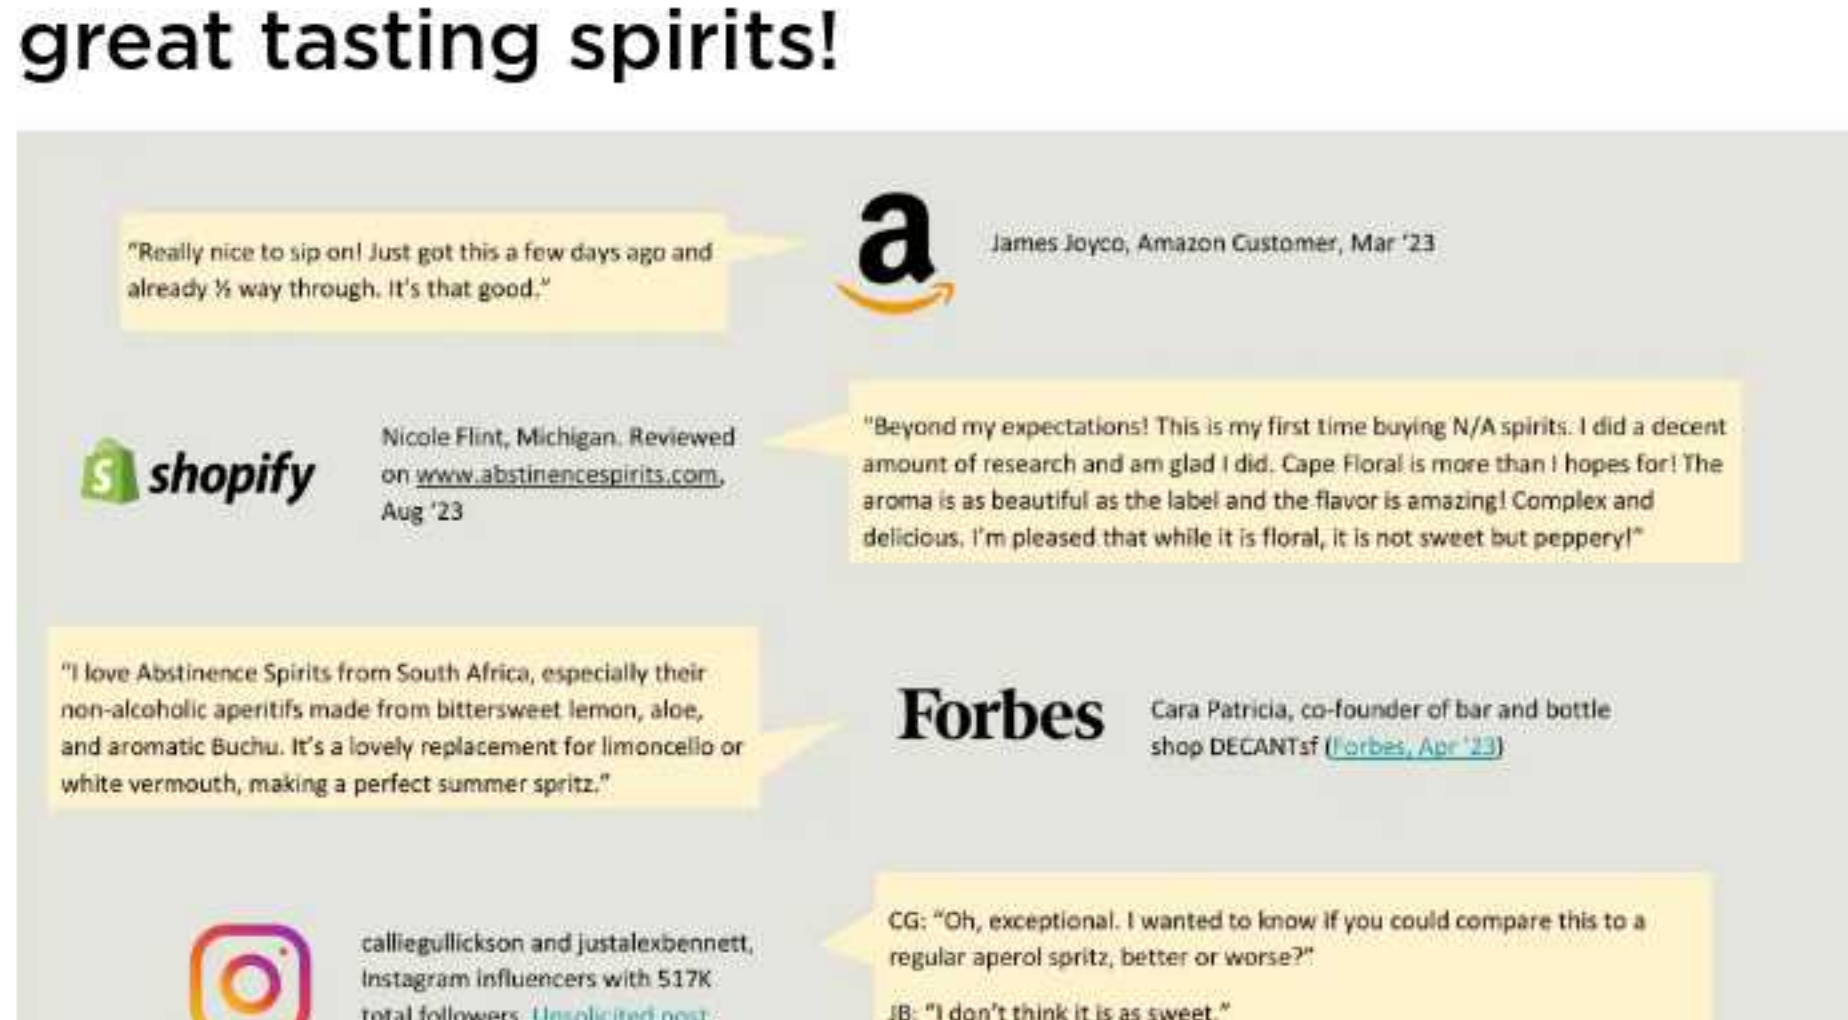 great tasting spirits!
"Really nice to sip on! Just got this a few days ago and
already ½ way through. It's that good."
a
James Joyco, Amazon Customer, Mar '23
shopify
Nicole Flint, Michigan. Reviewed
on www.abstinencespirits.com,
Aug '23
"Beyond my expectations! This is my first time buying N/A spirits. I did a decent
amount of research and am glad I did. Cape Floral is more than I hopes for! The
aroma is as beautiful as the label and the flavor is amazing! Complex and
delicious. I'm pleased that while it is floral, it is not sweet but peppery!"
"I love Abstinence Spirits from South Africa, especially their
non-alcoholic aperitifs made from bittersweet lemon, aloe,
and aromatic Buchu. It's a lovely replacement for limoncello or
white vermouth, making a perfect summer spritz."
Forbes
Cara Patricia, co-founder of bar and bottle
shop DECANTsf (Forbes, Apr '23)
calliegullickson and justalexbennett,
Instagram influencers with 517K
total followers. Unsolicited post
CG: "Oh, exceptional. I wanted to know if you could compare this to a
regular aperol spritz, better or worse?"
JB: "I don't think it is as sweet."